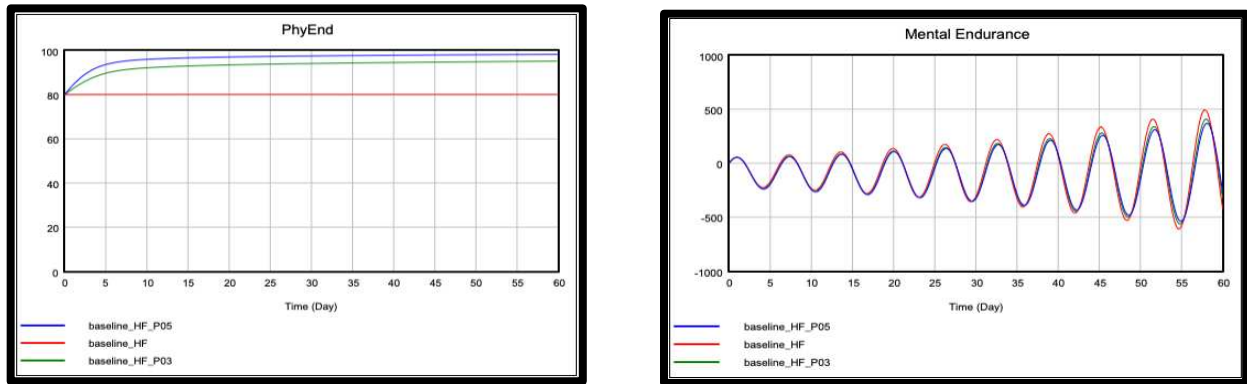 PhyEnd
100
80
60
40
20
0
0 5 10 15 20 25 30 35 40 45 50 55 60
Time (Day)
baseline_HF_P05
baseline_HF
baseline_HF_P03
Mental Endurance
1000
500
0
-500
-1000
0 5 10 15 20 25 30 35 40 45 50 55 60
Time (Day)
baseline_HF_P05
baseline_HF
baseline_HF_P03